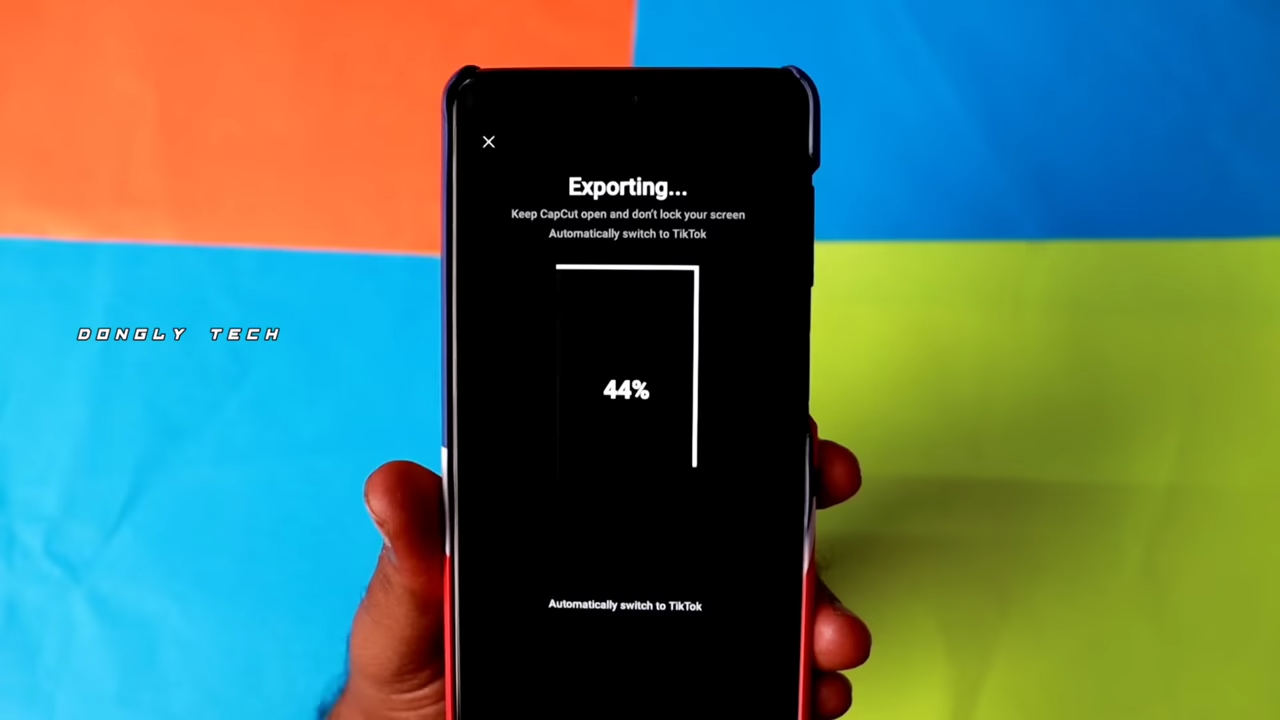 Exporting...
Keep CapCut open and don't lock your screen
Automatically switch to TikTok
DONGLY TECH
44%
Automatically switch to TikTok